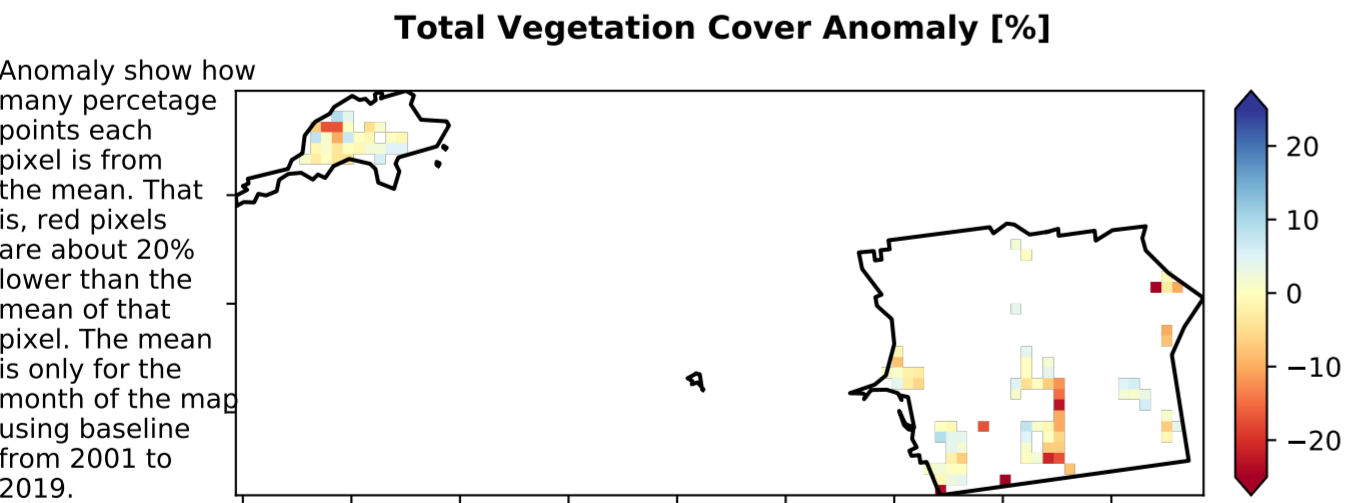 Total Vegetation Cover Anomaly [%]
Anomaly show how
many percetage
points each
pixel is from
the mean. That
is, red pixels
are about 20%
lower than the
mean of that
pixel. The mean
is only for the
month of the map
using baseline
from 2001 to
2019.
20
10
0
−10
−20